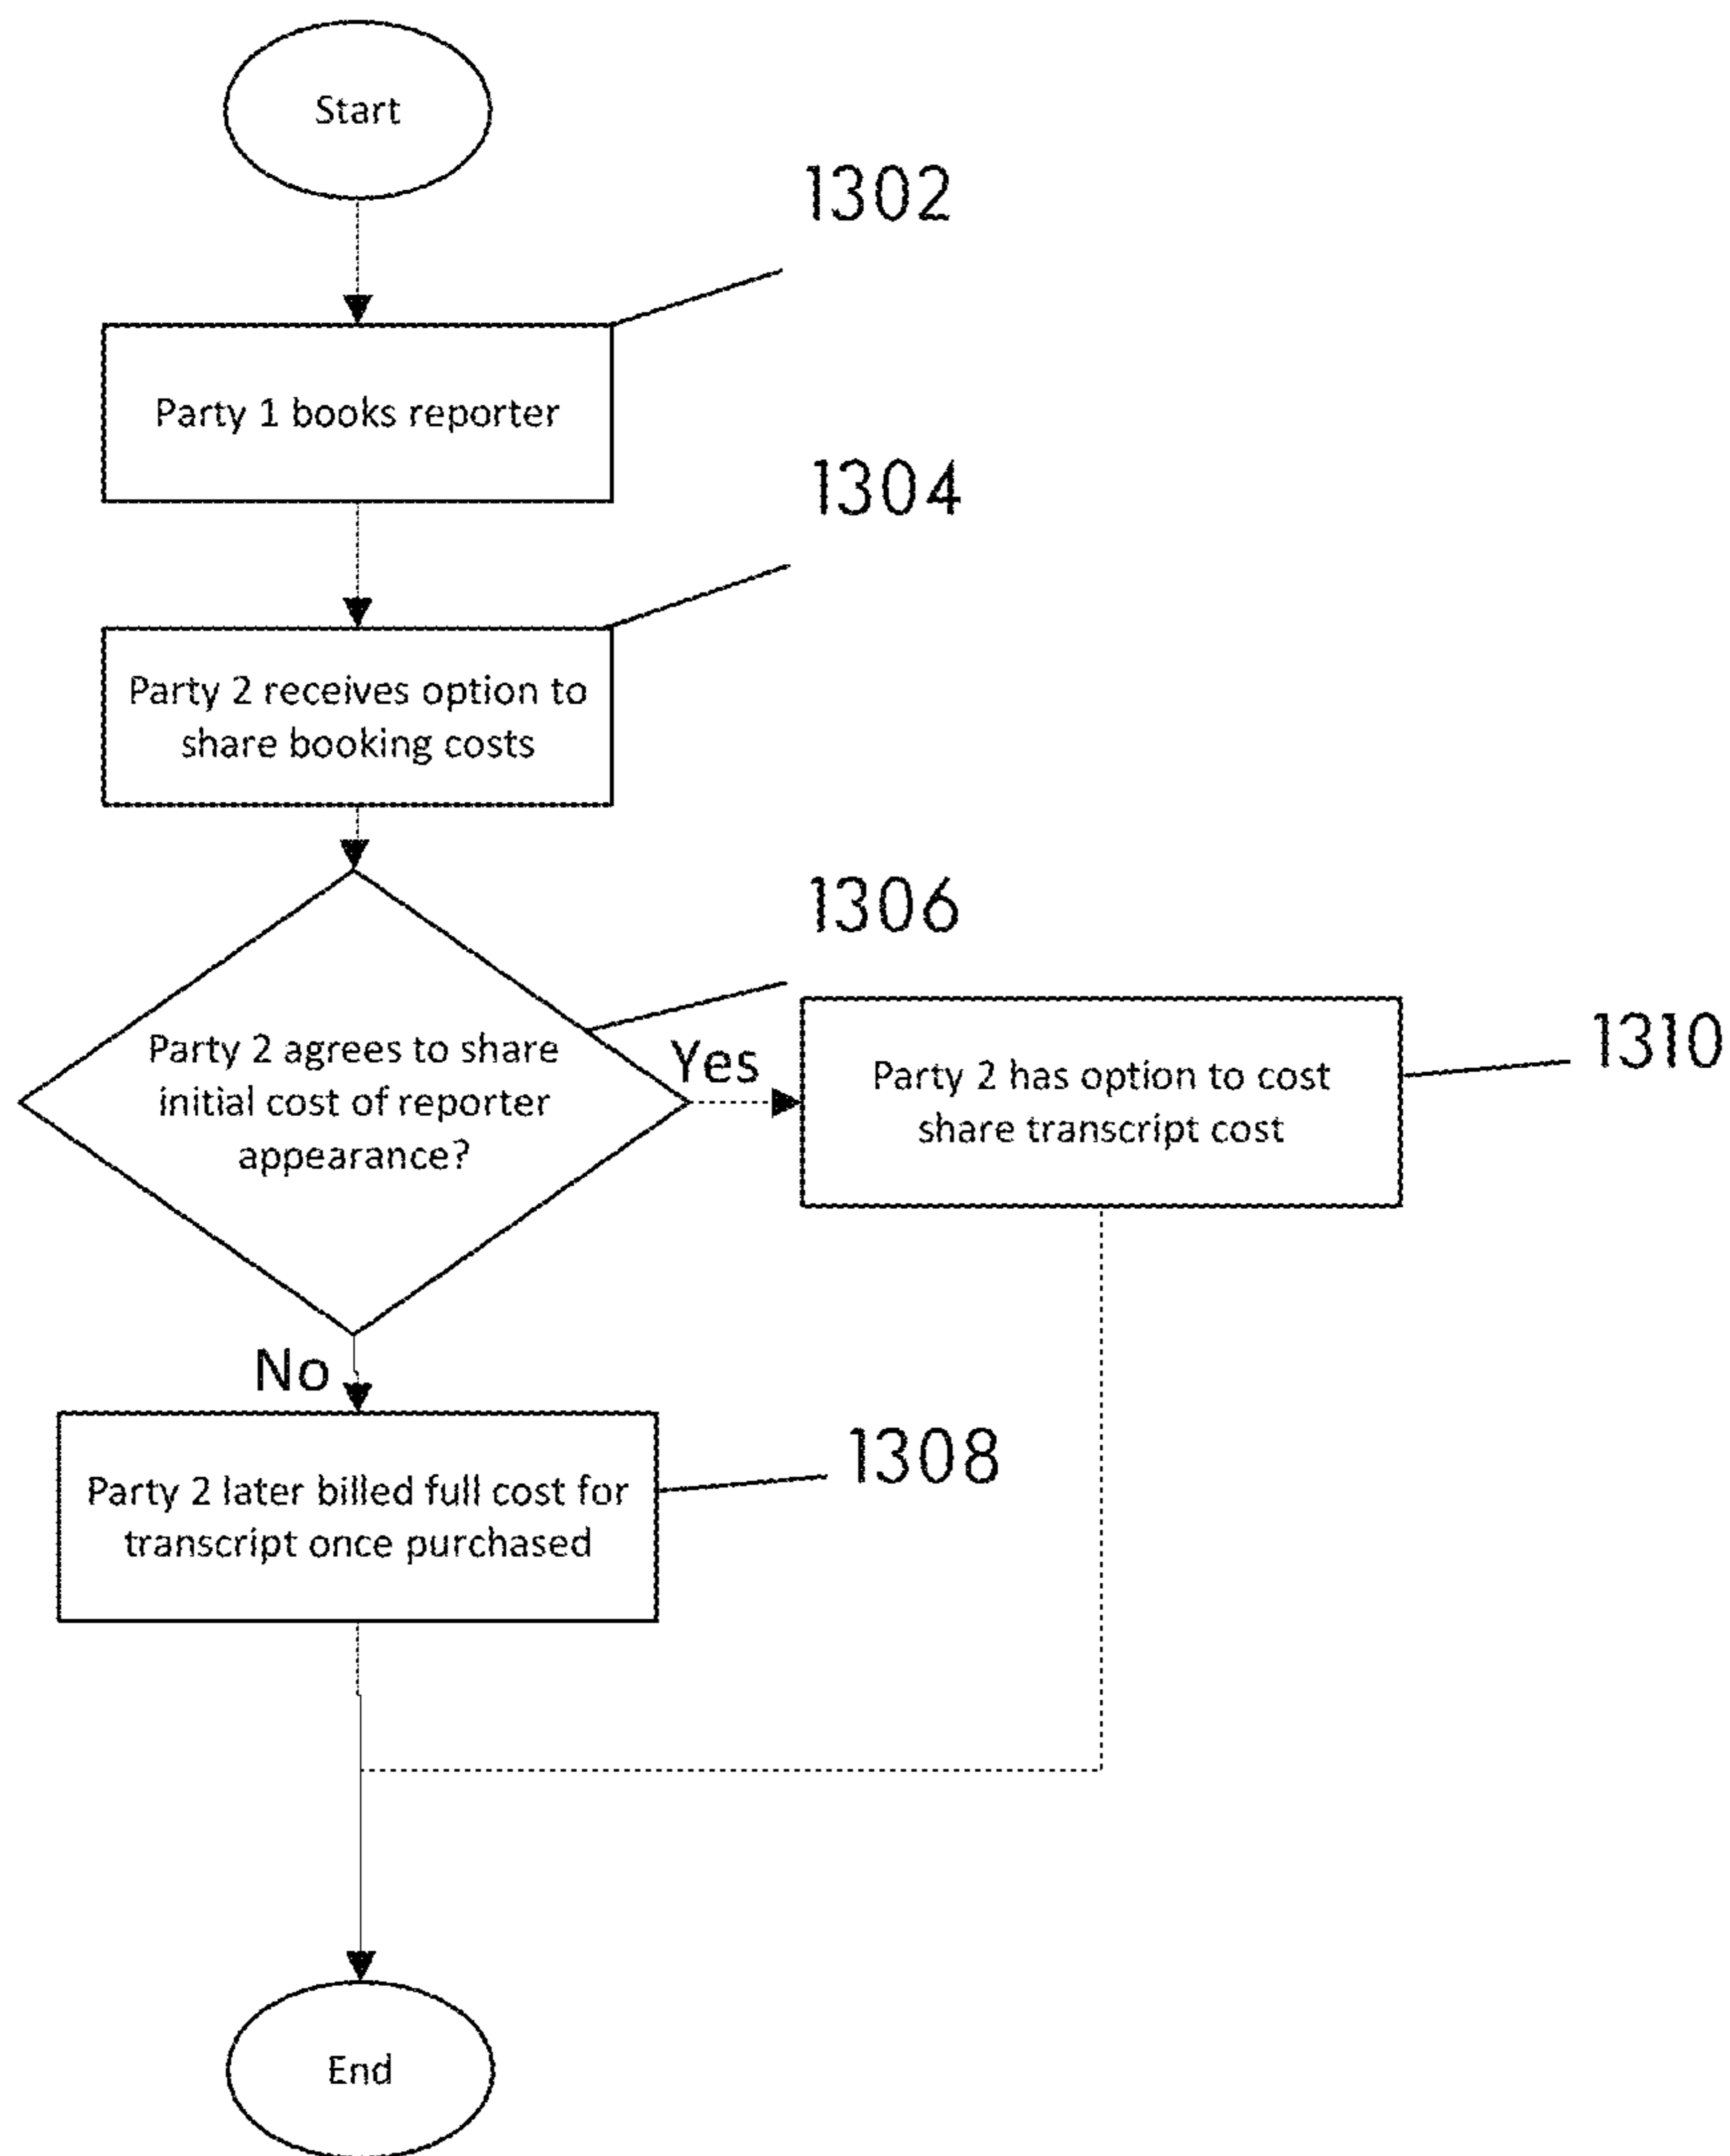 Start
1302
Party 1 books reporter
1304
Party 2 receives option to
share booking costs
1306
Party 2 agrees to share
initial cost of reporter
appearance?
Yes
Party 2 has option to cost
share transcript cost
1310
No
1308
Party 2 later billed full cost for
transcript once purchased
End